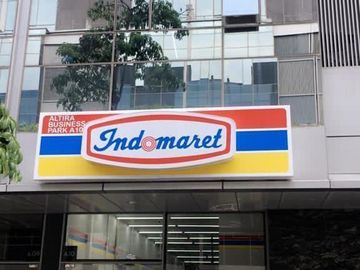 ALTIRA
BUSINESS
PARK A10
Indomaret